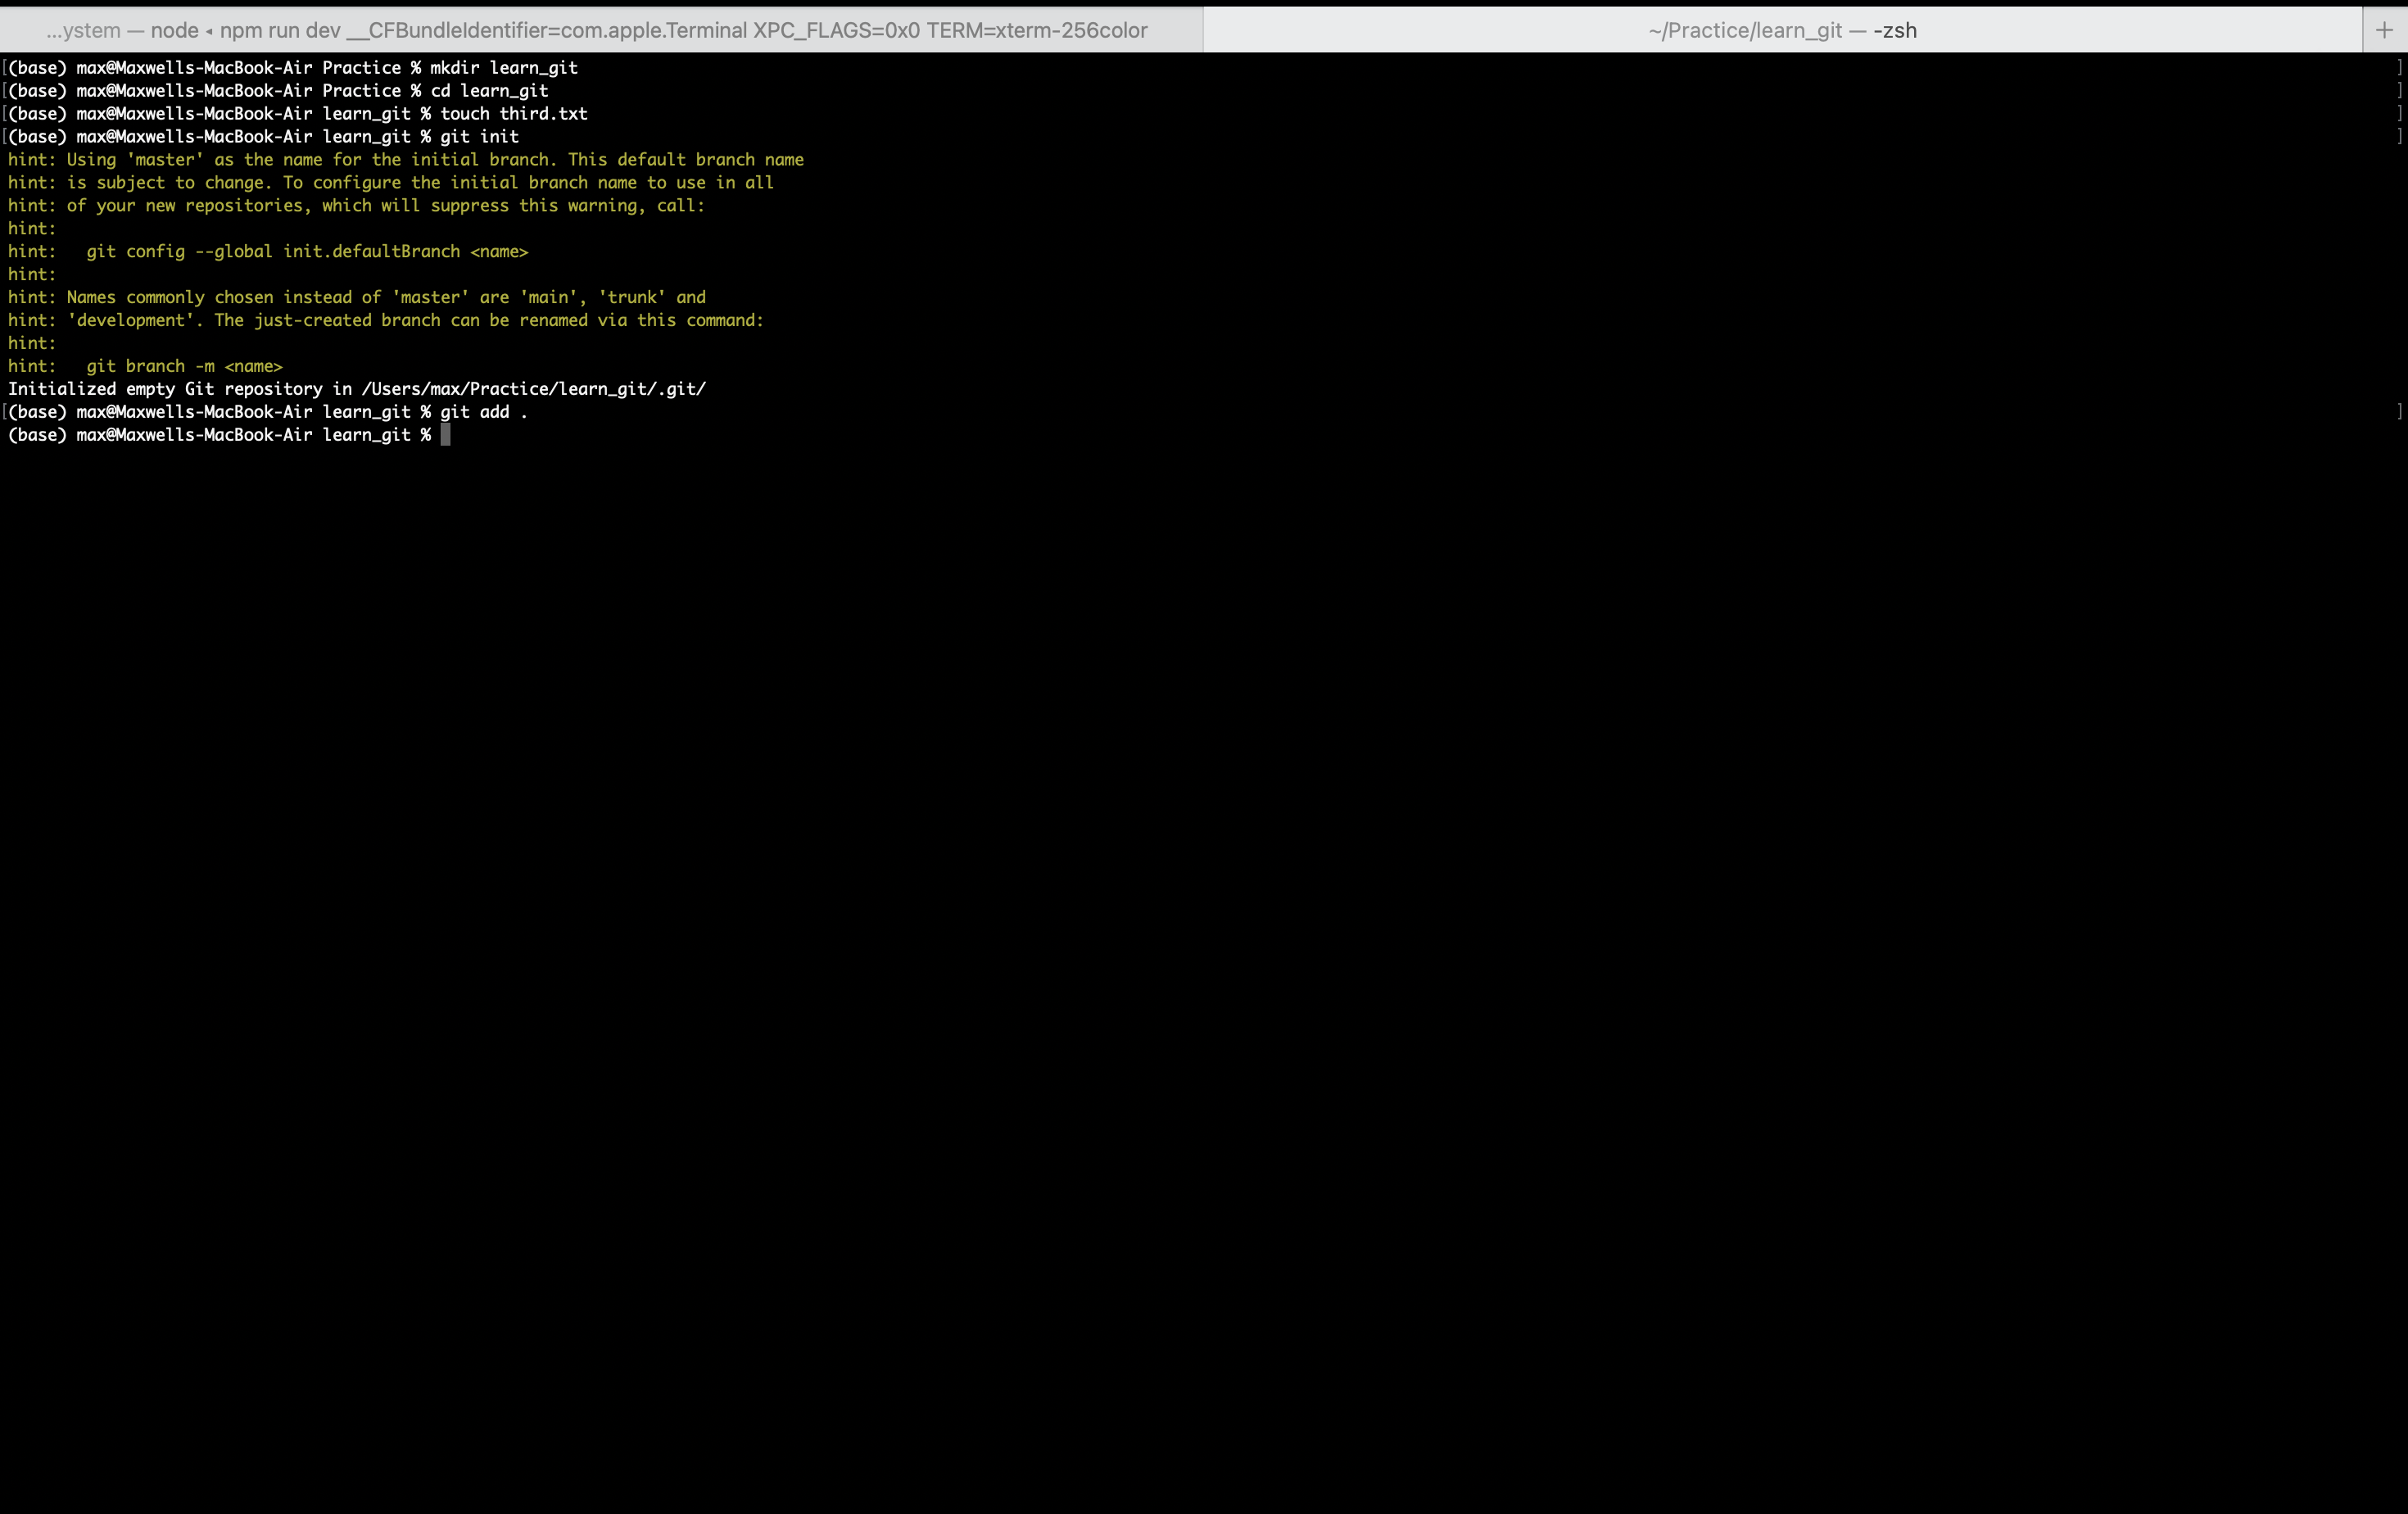 ...ystem — node ◂ npm run dev __CFBundleIdentifier=com.apple.Terminal XPC_FLAGS=0x0 TERM=xterm-256color
~/Practice/learn_git — -zsh
+
[(base) max@Maxwells-MacBook-Air Practice % mkdir learn_git ]
[(base) max@Maxwells-MacBook-Air Practice % cd learn_git ]
[(base) max@Maxwells-MacBook-Air learn_git % touch third.txt ]
[(base) max@Maxwells-MacBook-Air learn_git % git init ]
hint: Using 'master' as the name for the initial branch. This default branch name
hint: is subject to change. To configure the initial branch name to use in all
hint: of your new repositories, which will suppress this warning, call:
hint:
hint:   git config --global init.defaultBranch <name>
hint:
hint: Names commonly chosen instead of 'master' are 'main', 'trunk' and
hint: 'development'. The just-created branch can be renamed via this command:
hint:
hint:   git branch -m <name>
Initialized empty Git repository in /Users/max/Practice/learn_git/.git/
[(base) max@Maxwells-MacBook-Air learn_git % git add . ]
(base) max@Maxwells-MacBook-Air learn_git %